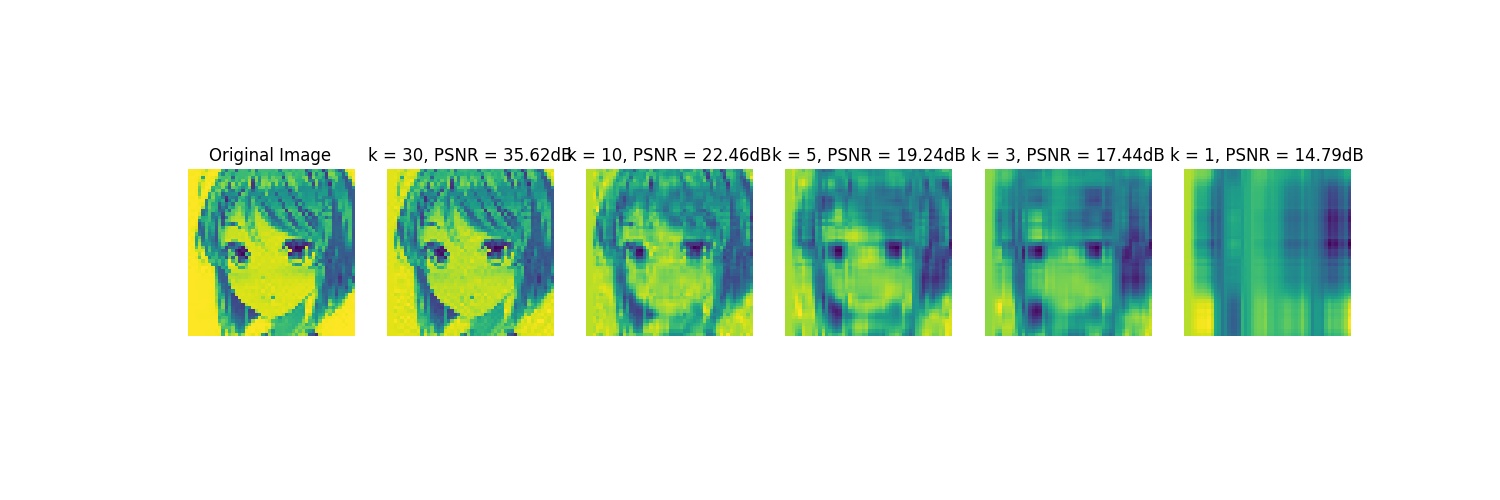 Original Image
k = 30, PSNR = 35.62dB
k = 10, PSNR = 22.46dB
k = 5, PSNR = 19.24dB
k = 3, PSNR = 17.44dB
k = 1, PSNR = 14.79dB